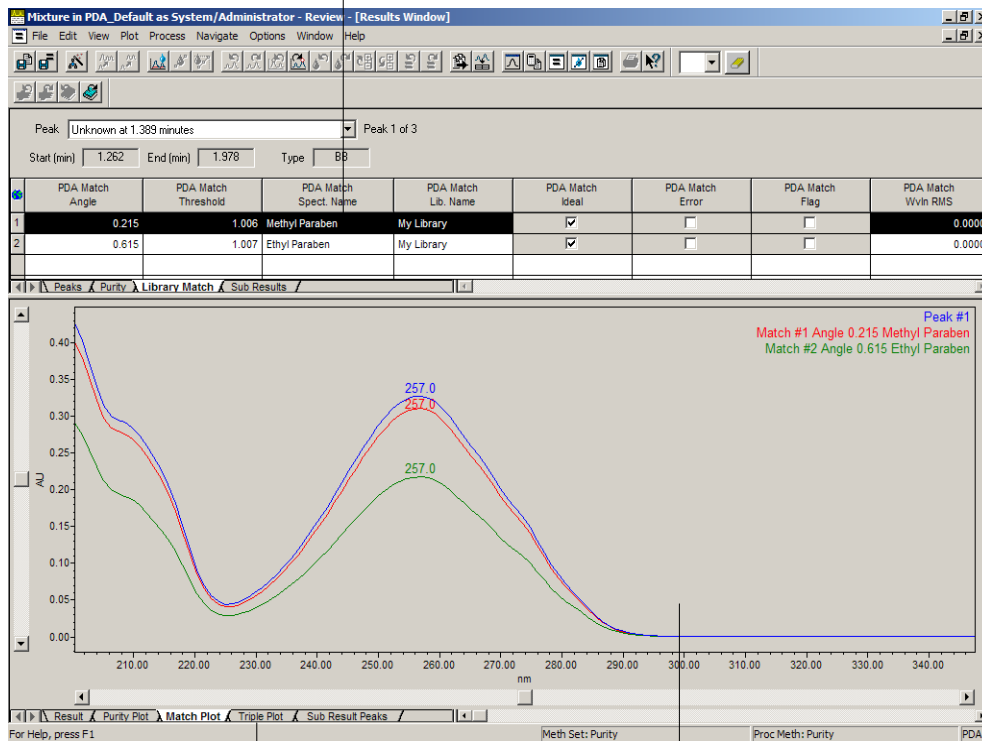 Mixture in PDA_Default as System/Administrator - Review - [Results Window]
File Edit View Plot Process Navigate Options Window Help
Peak Unknown at 1.389 minutes Peak 1 of 3
Start (min) 1.262 End (min) 1.978 Type BB
PDA Match Angle PDA Match Threshold PDA Match Spect. Name PDA Match Lib. Name PDA Match Ideal PDA Match Error PDA Match Flag PDA Match Wvln RMS
1 0.215 1.006 Methyl Paraben My Library 0.0000
2 0.615 1.007 Ethyl Paraben My Library 0.0000
Peaks Purity Library Match Sub Results
Peak #1
Match #1 Angle 0.215 Methyl Paraben
Match #2 Angle 0.615 Ethyl Paraben
257.0
257.0
257.0
AU
0.40
0.35
0.30
0.25
0.20
0.15
0.10
0.05
0.00
210.00 220.00 230.00 240.00 250.00 260.00 270.00 280.00 290.00 300.00 310.00 320.00 330.00 340.00
nm
Result Purity Plot Match Plot Triple Plot Sub Result Peaks
For Help, press F1 Meth Set: Purity Proc Meth: Purity PDA